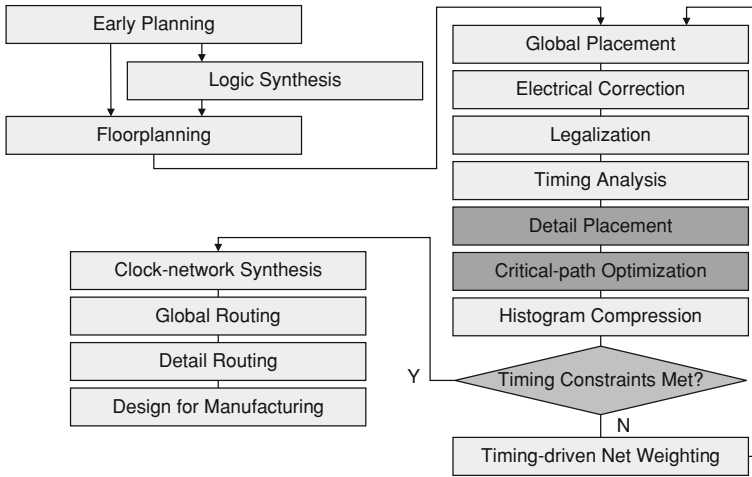 Early Planning
Logic Synthesis
Floorplanning
Global Placement
Electrical Correction
Legalization
Timing Analysis
Detail Placement
Critical-path Optimization
Histogram Compression
Timing Constraints Met?
Y
N
Timing-driven Net Weighting
Clock-network Synthesis
Global Routing
Detail Routing
Design for Manufacturing